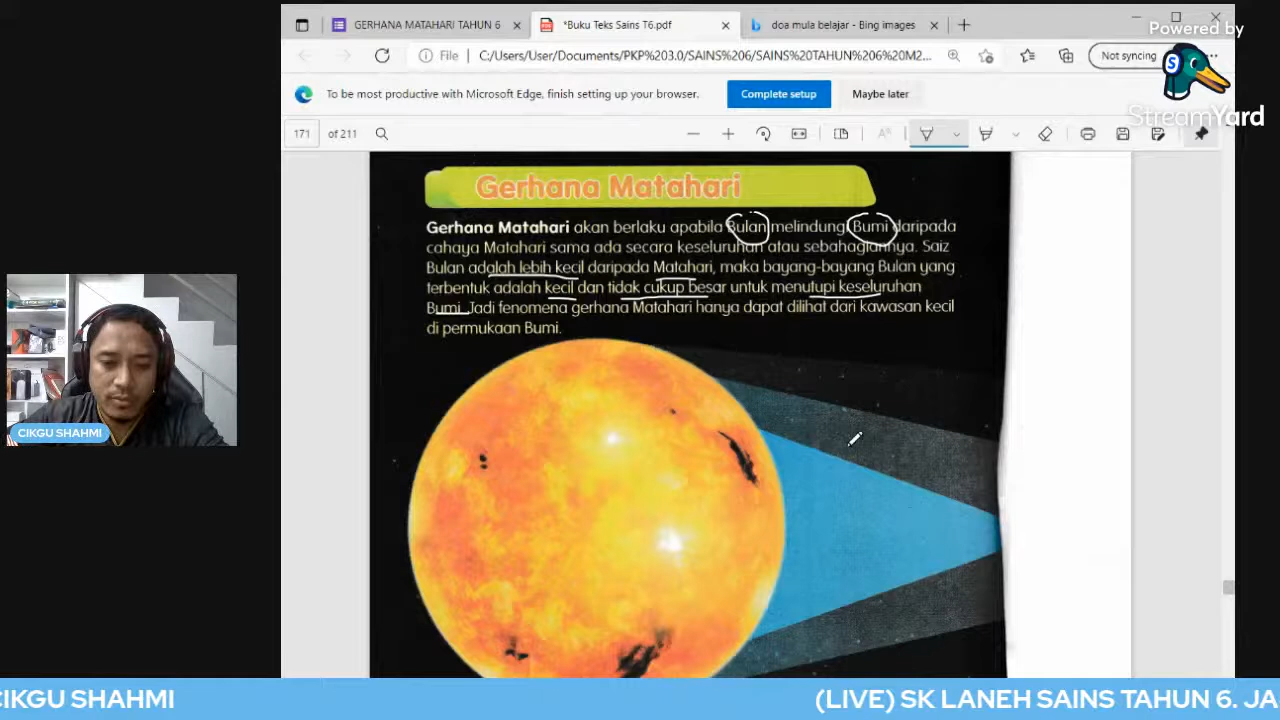 GERHANA MATAHARI TAHUN 6
*Buku Teks Sains T6.pdf
doa mula belajar - Bing images
Powered by
StreamYard
File
C:/Users/User/Documents/PKP%203.0/SAINS%206/SAINS%20TAHUN%206%20M2...
Not syncing
To be most productive with Microsoft Edge, finish setting up your browser.
Complete setup
Maybe later
171 of 211
Gerhana Matahari
Gerhana Matahari akan berlaku apabila Bulan melindungi Bumi daripada
cahaya Matahari sama ada secara keseluruhan atau sebahagiannya. Saiz
Bulan adalah lebih kecil daripada Matahari, maka bayang-bayang Bulan yang
terbentuk adalah kecil dan tidak cukup besar untuk menutupi keseluruhan
Bumi. Jadi fenomena gerhana Matahari hanya dapat dilihat dari kawasan kecil
di permukaan Bumi.
CIKGU SHAHMI
CIKGU SHAHMI
(LIVE) SK LANEH SAINS TAHUN 6. JA